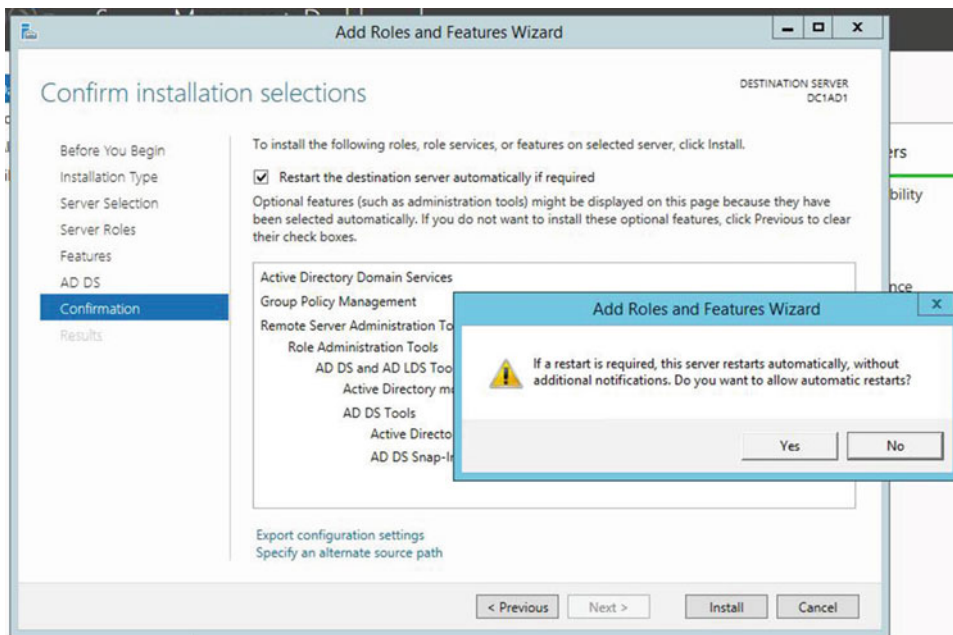 Add Roles and Features Wizard
Confirm installation selections
DESTINATION SERVER
DC1AD1
Before You Begin
Installation Type
Server Selection
Server Roles
Features
AD DS
Confirmation
Results
To install the following roles, role services, or features on selected server, click Install.
Restart the destination server automatically if required
Optional features (such as administration tools) might be displayed on this page because they have
been selected automatically. If you do not want to install these optional features, click Previous to clear
their check boxes.
Active Directory Domain Services
Group Policy Management
Remote Server Administration To
Role Administration Tools
AD DS and AD LDS Too
Active Directory mo
AD DS Tools
Active Directo
AD DS Snap-In
Export configuration settings
Specify an alternate source path
< Previous
Next >
Install
Cancel
Add Roles and Features Wizard
If a restart is required, this server restarts automatically, without
additional notifications. Do you want to allow automatic restarts?
Yes
No
ers
bility
nce